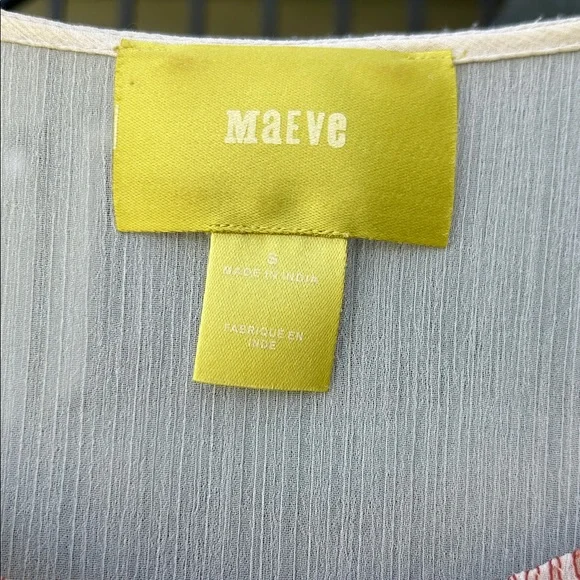 MaEVe
S
MADE IN INDIA
FABRIQUE EN
INDE